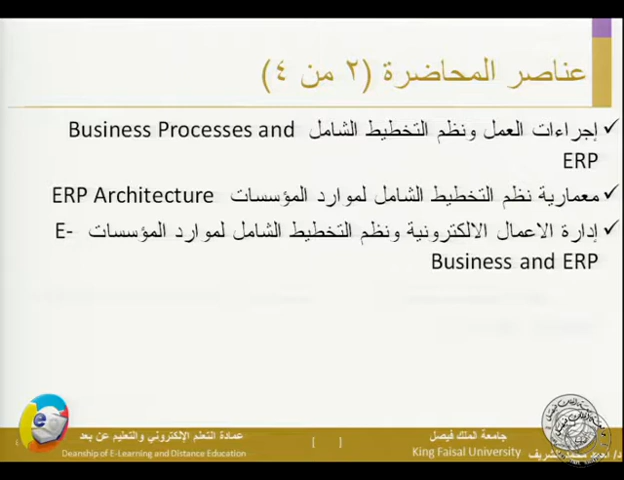 عناصر المحاضرة (٢ من ٤)
✓ إجراءات العمل ونظم التخطيط الشامل Business Processes and
ERP
✓ معمارية نظم التخطيط الشامل لموارد المؤسسات ERP Architecture
✓ إدارة الاعمال الالكترونية ونظم التخطيط الشامل لموارد المؤسسات E-
Business and ERP
جامعة الملك فيصل
King Faisal University
[ ]
عمادة التعلم الإلكتروني والتعليم عن بعد
Deanship of E-Learning and Distance Education
محمد الشريف